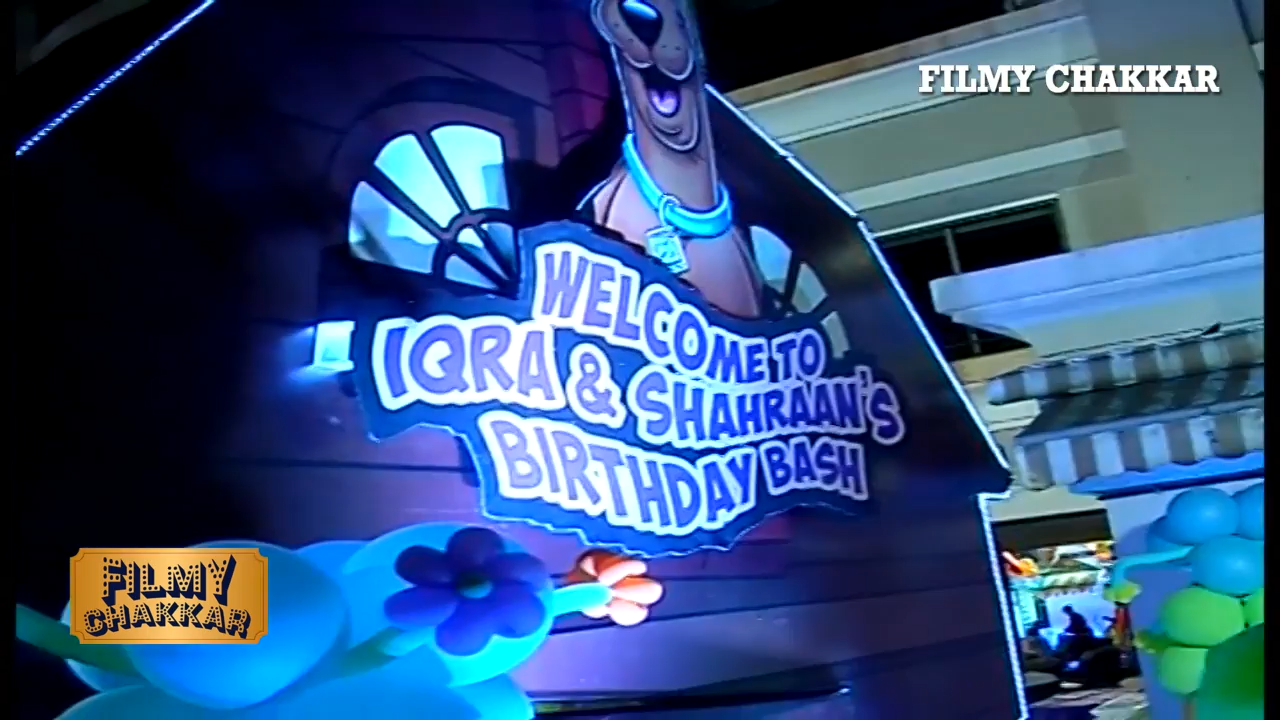 FILMY CHAKKAR
WELCOME TO
IQRA & SHAHRAAN'S
BIRTHDAY BASH
FILMY
CHAKKAR